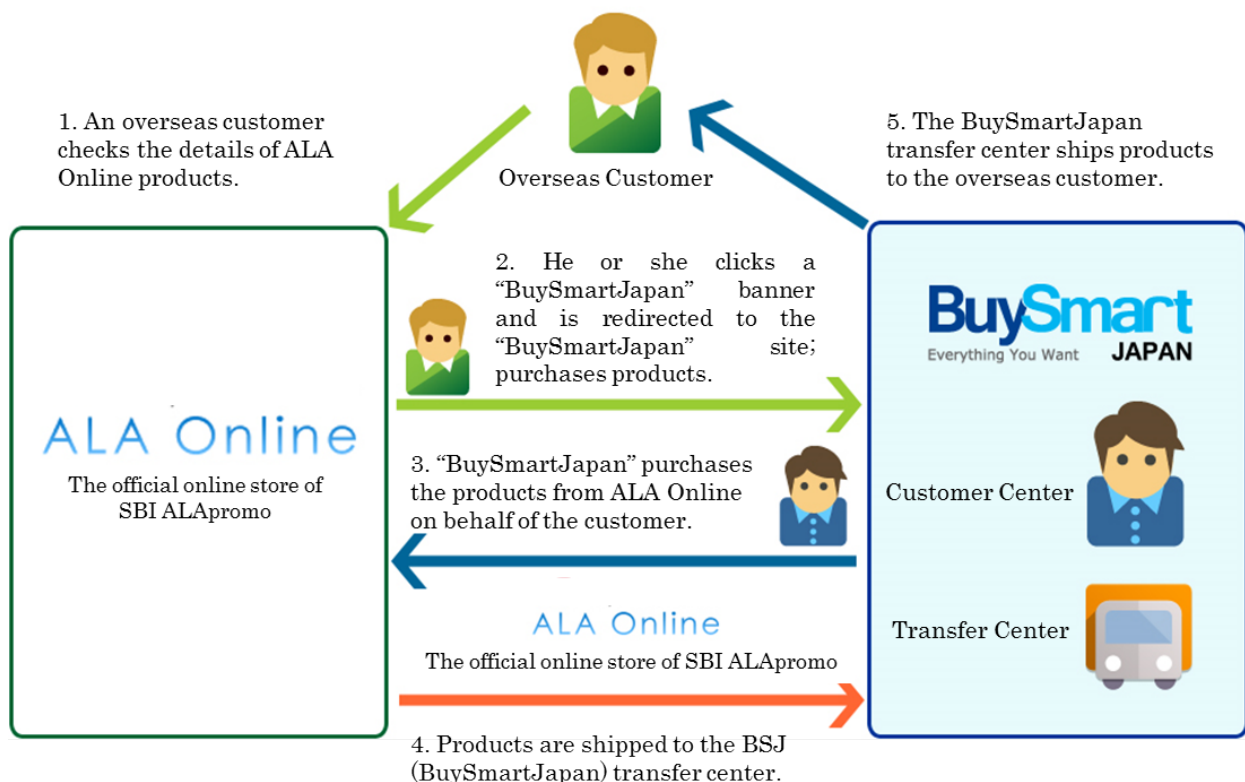 1. An overseas customer
checks the details of ALA
Online products.
Overseas Customer
5. The BuySmartJapan
transfer center ships products
to the overseas customer.
2. He or she clicks a
“BuySmartJapan” banner
and is redirected to the
“BuySmartJapan” site;
purchases products.
BuySmart
Everything You Want JAPAN
ALA Online
The official online store of
SBI ALApromo
3. “BuySmartJapan” purchases
the products from ALA Online
on behalf of the customer.
Customer Center
ALA Online
The official online store of SBI ALApromo
Transfer Center
4. Products are shipped to the BSJ
(BuySmartJapan) transfer center.